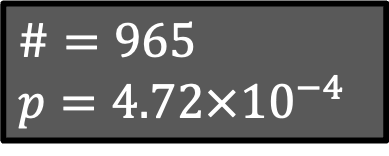 # = 965
p = 4.72×10⁻⁴